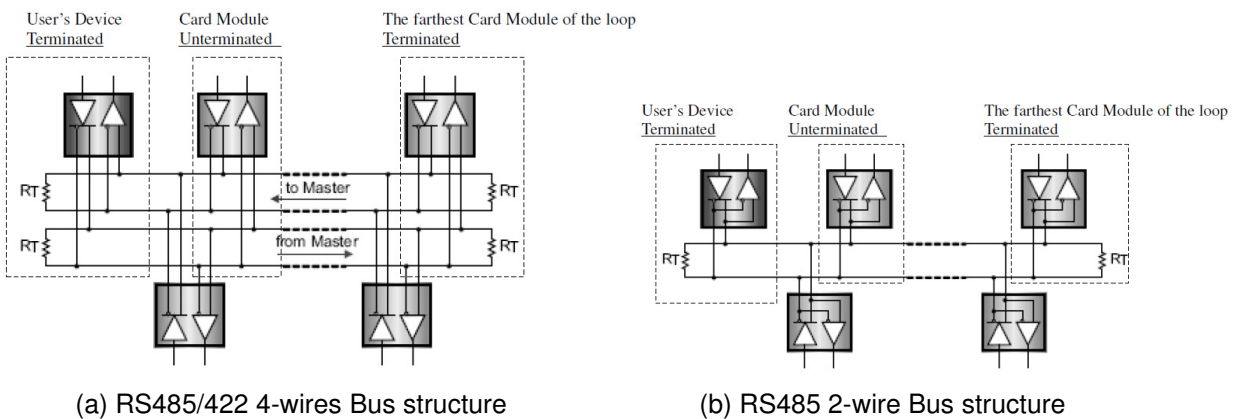 User's Device
Terminated
Card Module
Unterminated
The farthest Card Module of the loop
Terminated
RT
RT
to Master
RT
RT
from Master
(a) RS485/422 4-wires Bus structure
User's Device
Terminated
Card Module
Unterminated
The farthest Card Module of the loop
Terminated
RT
RT
(b) RS485 2-wire Bus structure